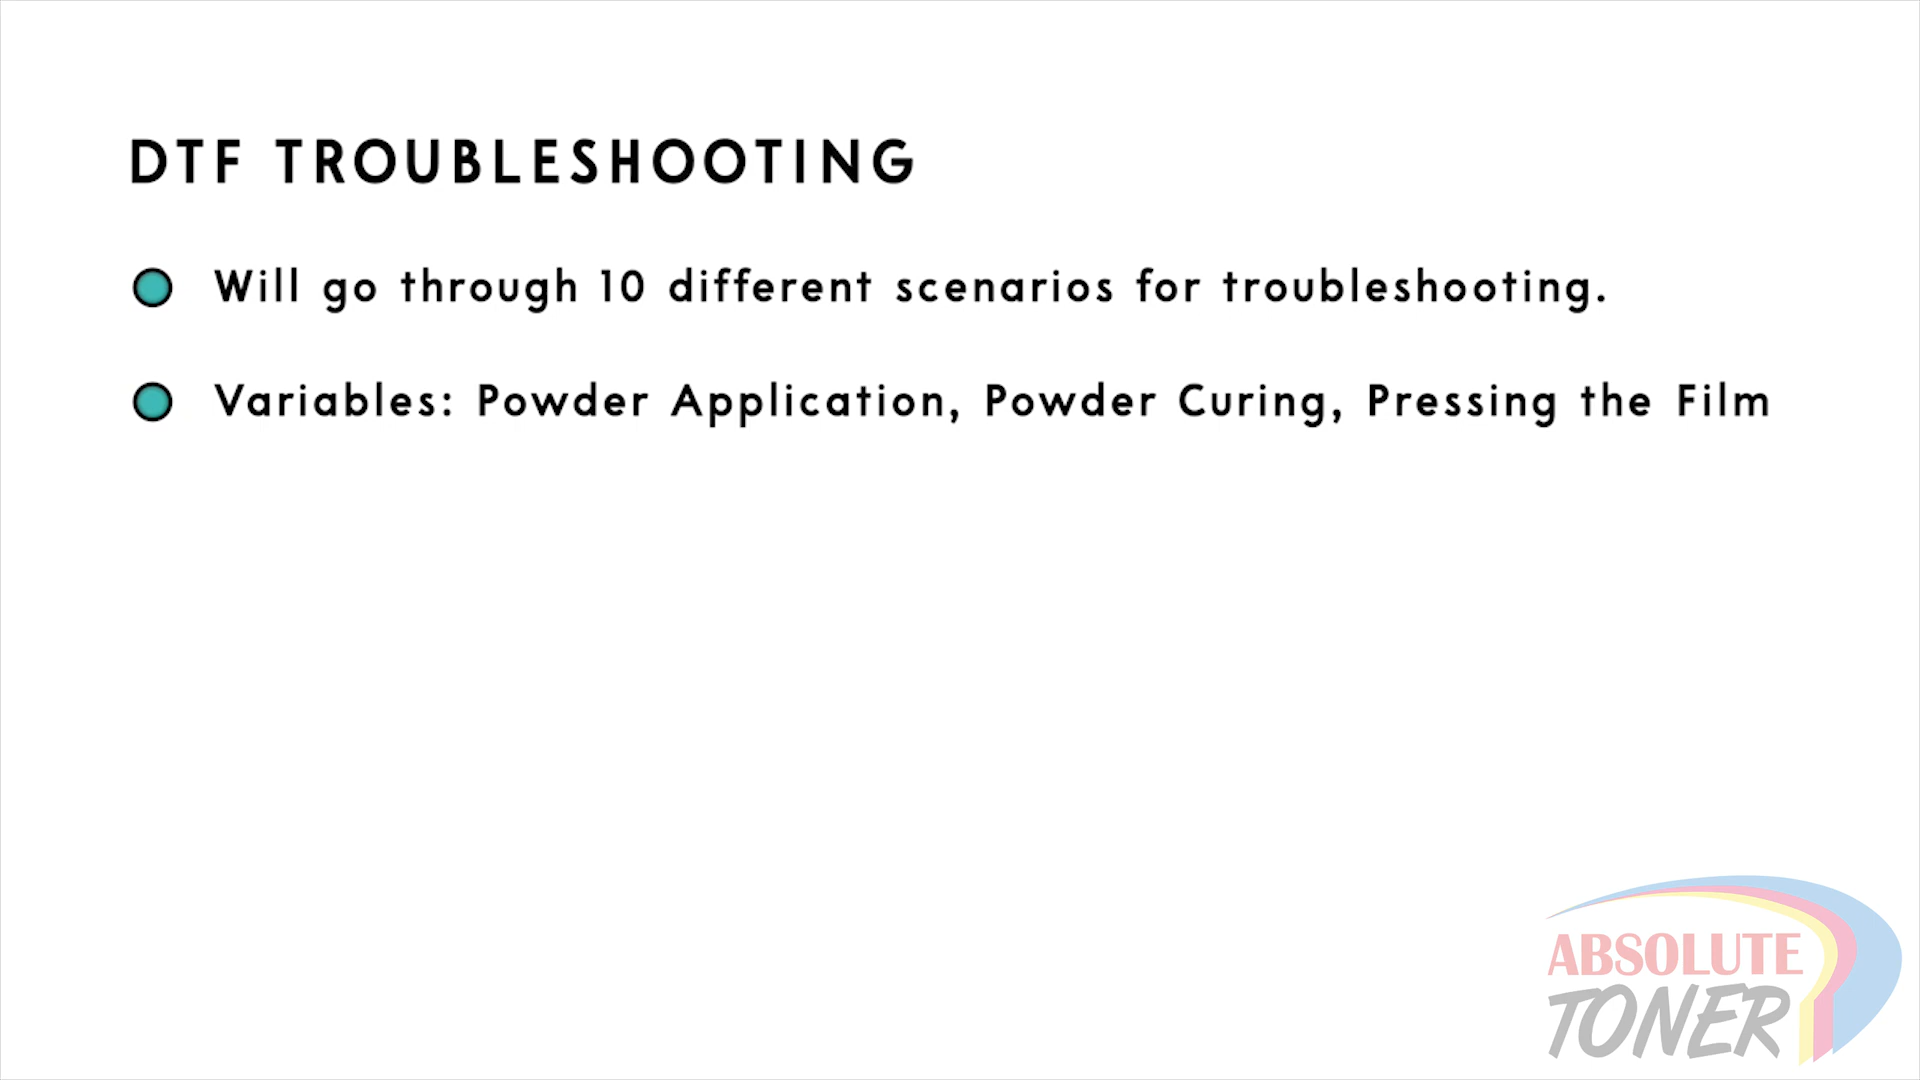 DTF TROUBLESHOOTING
Will go through 10 different scenarios for troubleshooting.
Variables: Powder Application, Powder Curing, Pressing the Film
ABSOLUTE
TONER